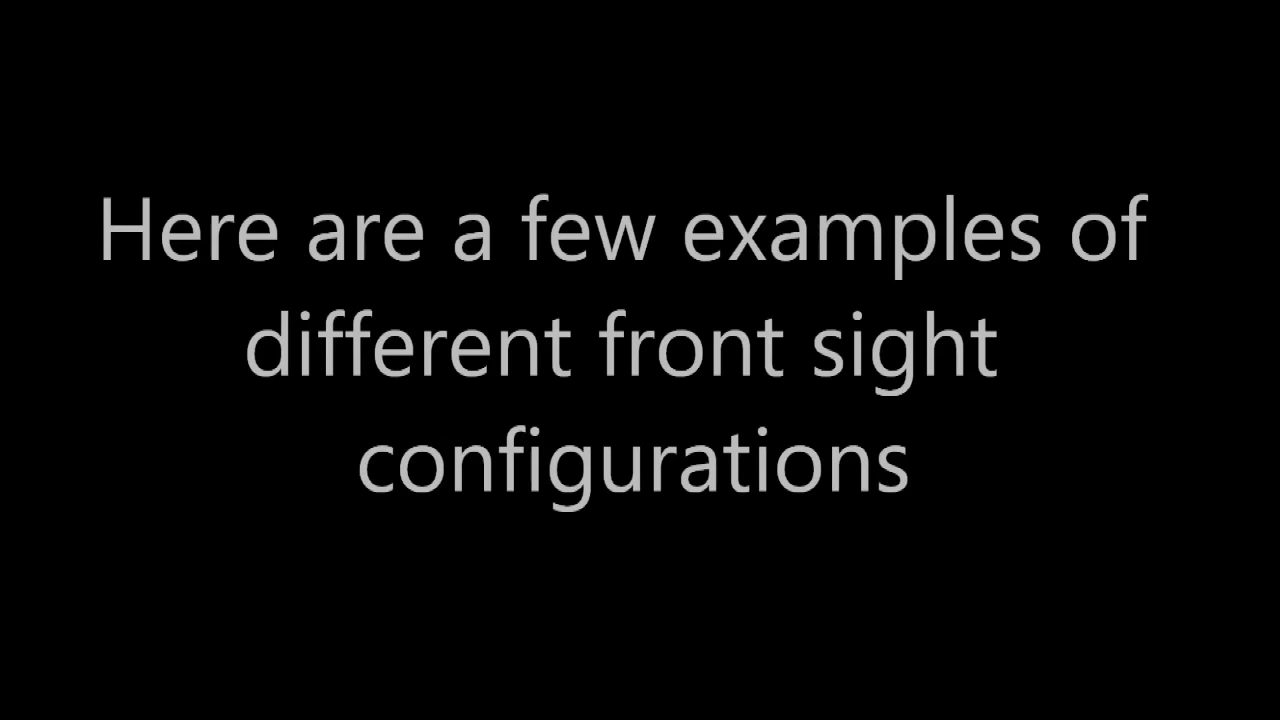 Here are a few examples of
different front sight
configurations